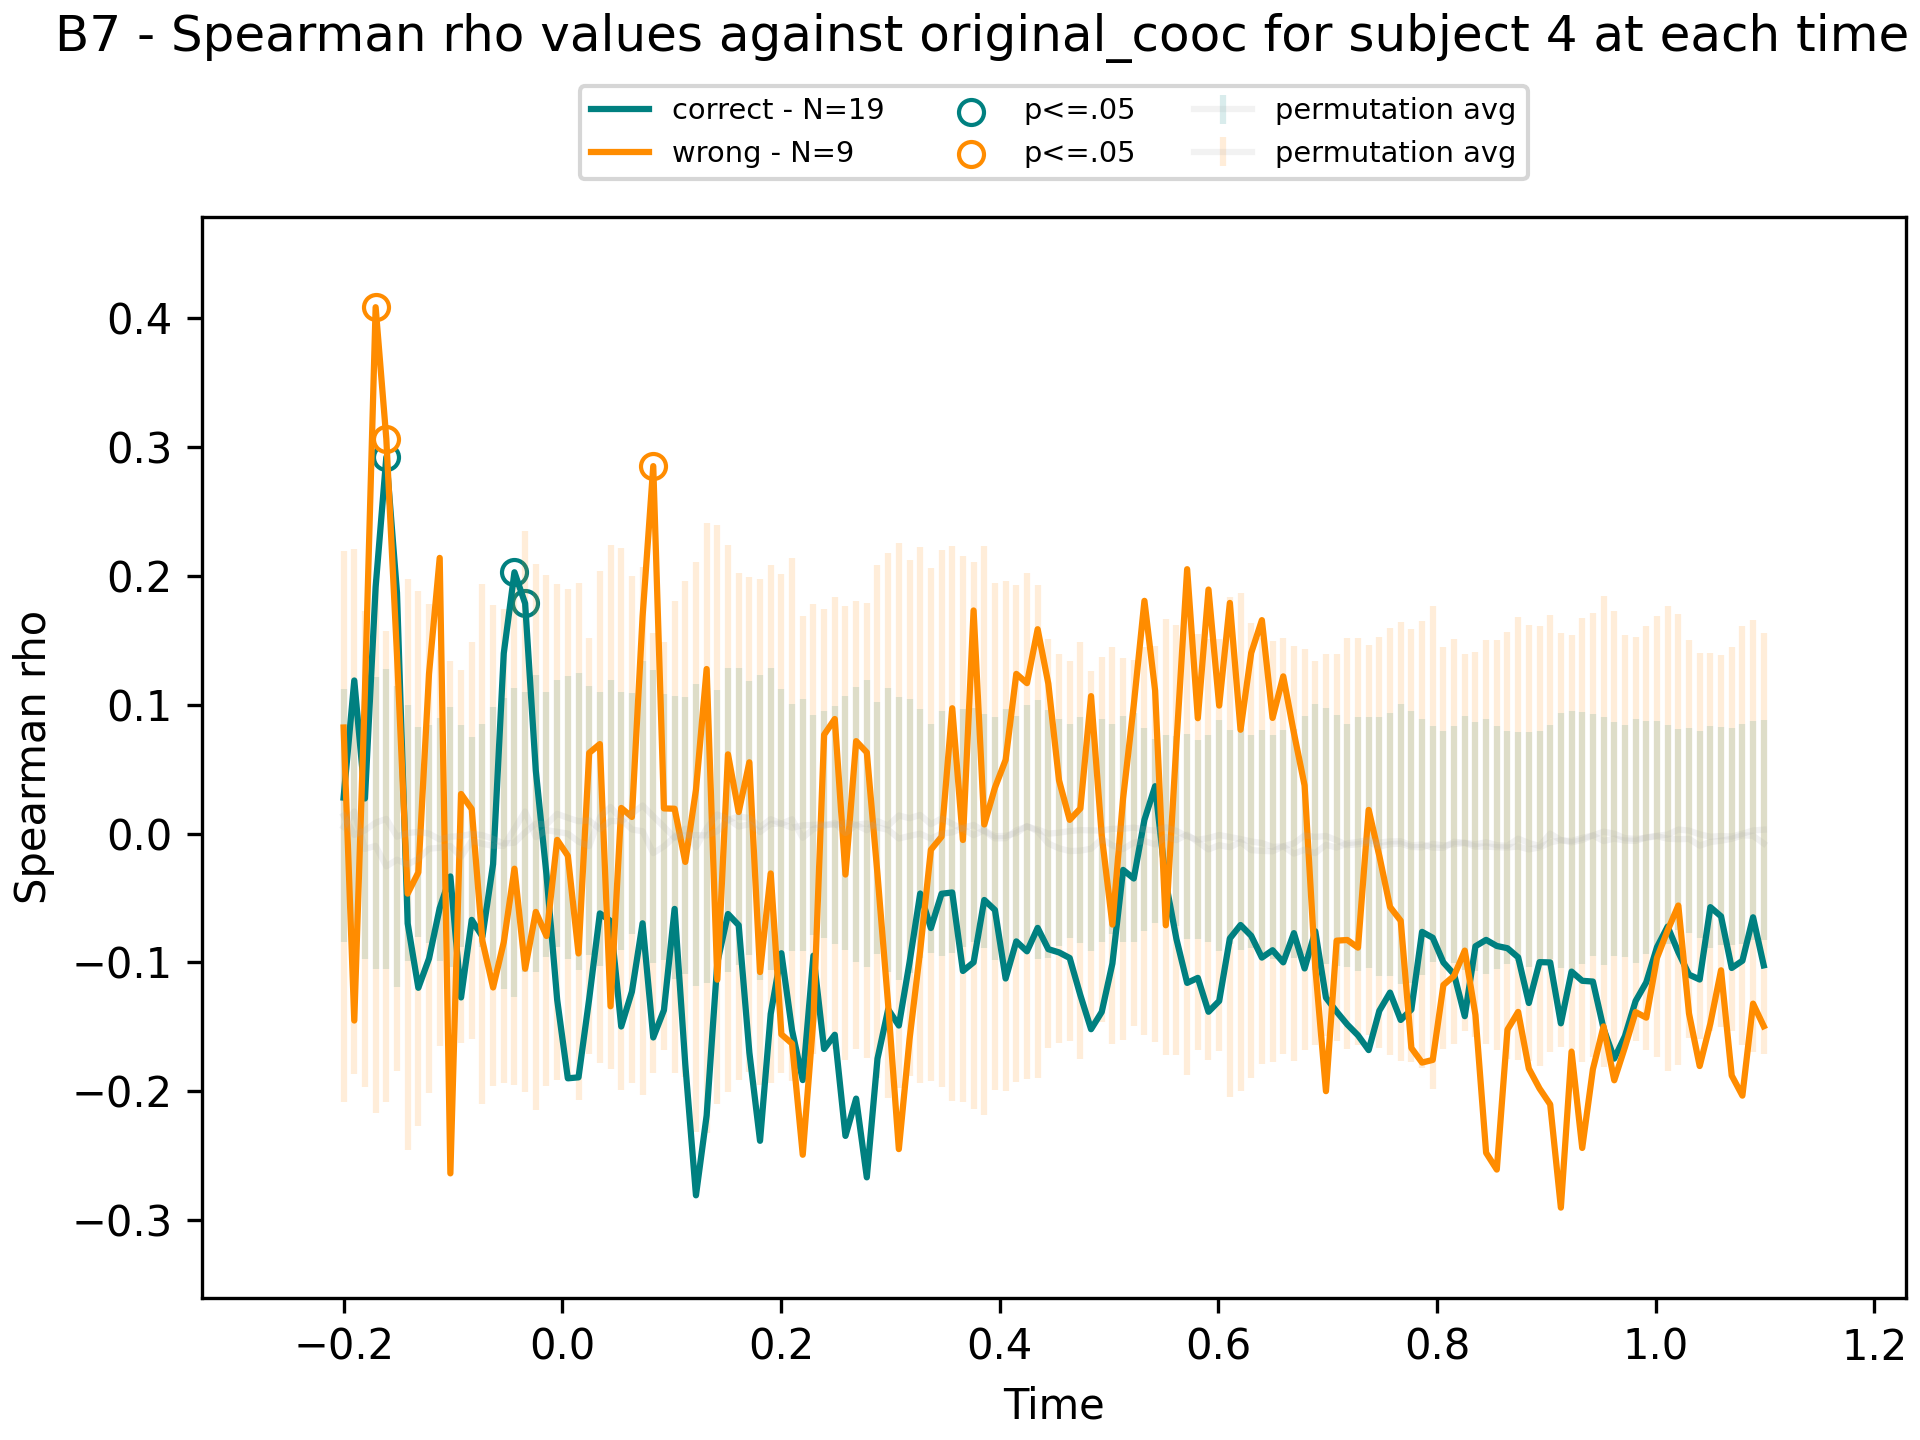 B7 - Spearman rho values against original_cooc for subject 4 at each time
correct - N=19
wrong - N=9
p<=.05
p<=.05
permutation avg
permutation avg
Spearman rho
0.4
0.3
0.2
0.1
0.0
−0.1
−0.2
−0.3
−0.2
0.0
0.2
0.4
0.6
0.8
1.0
1.2
Time